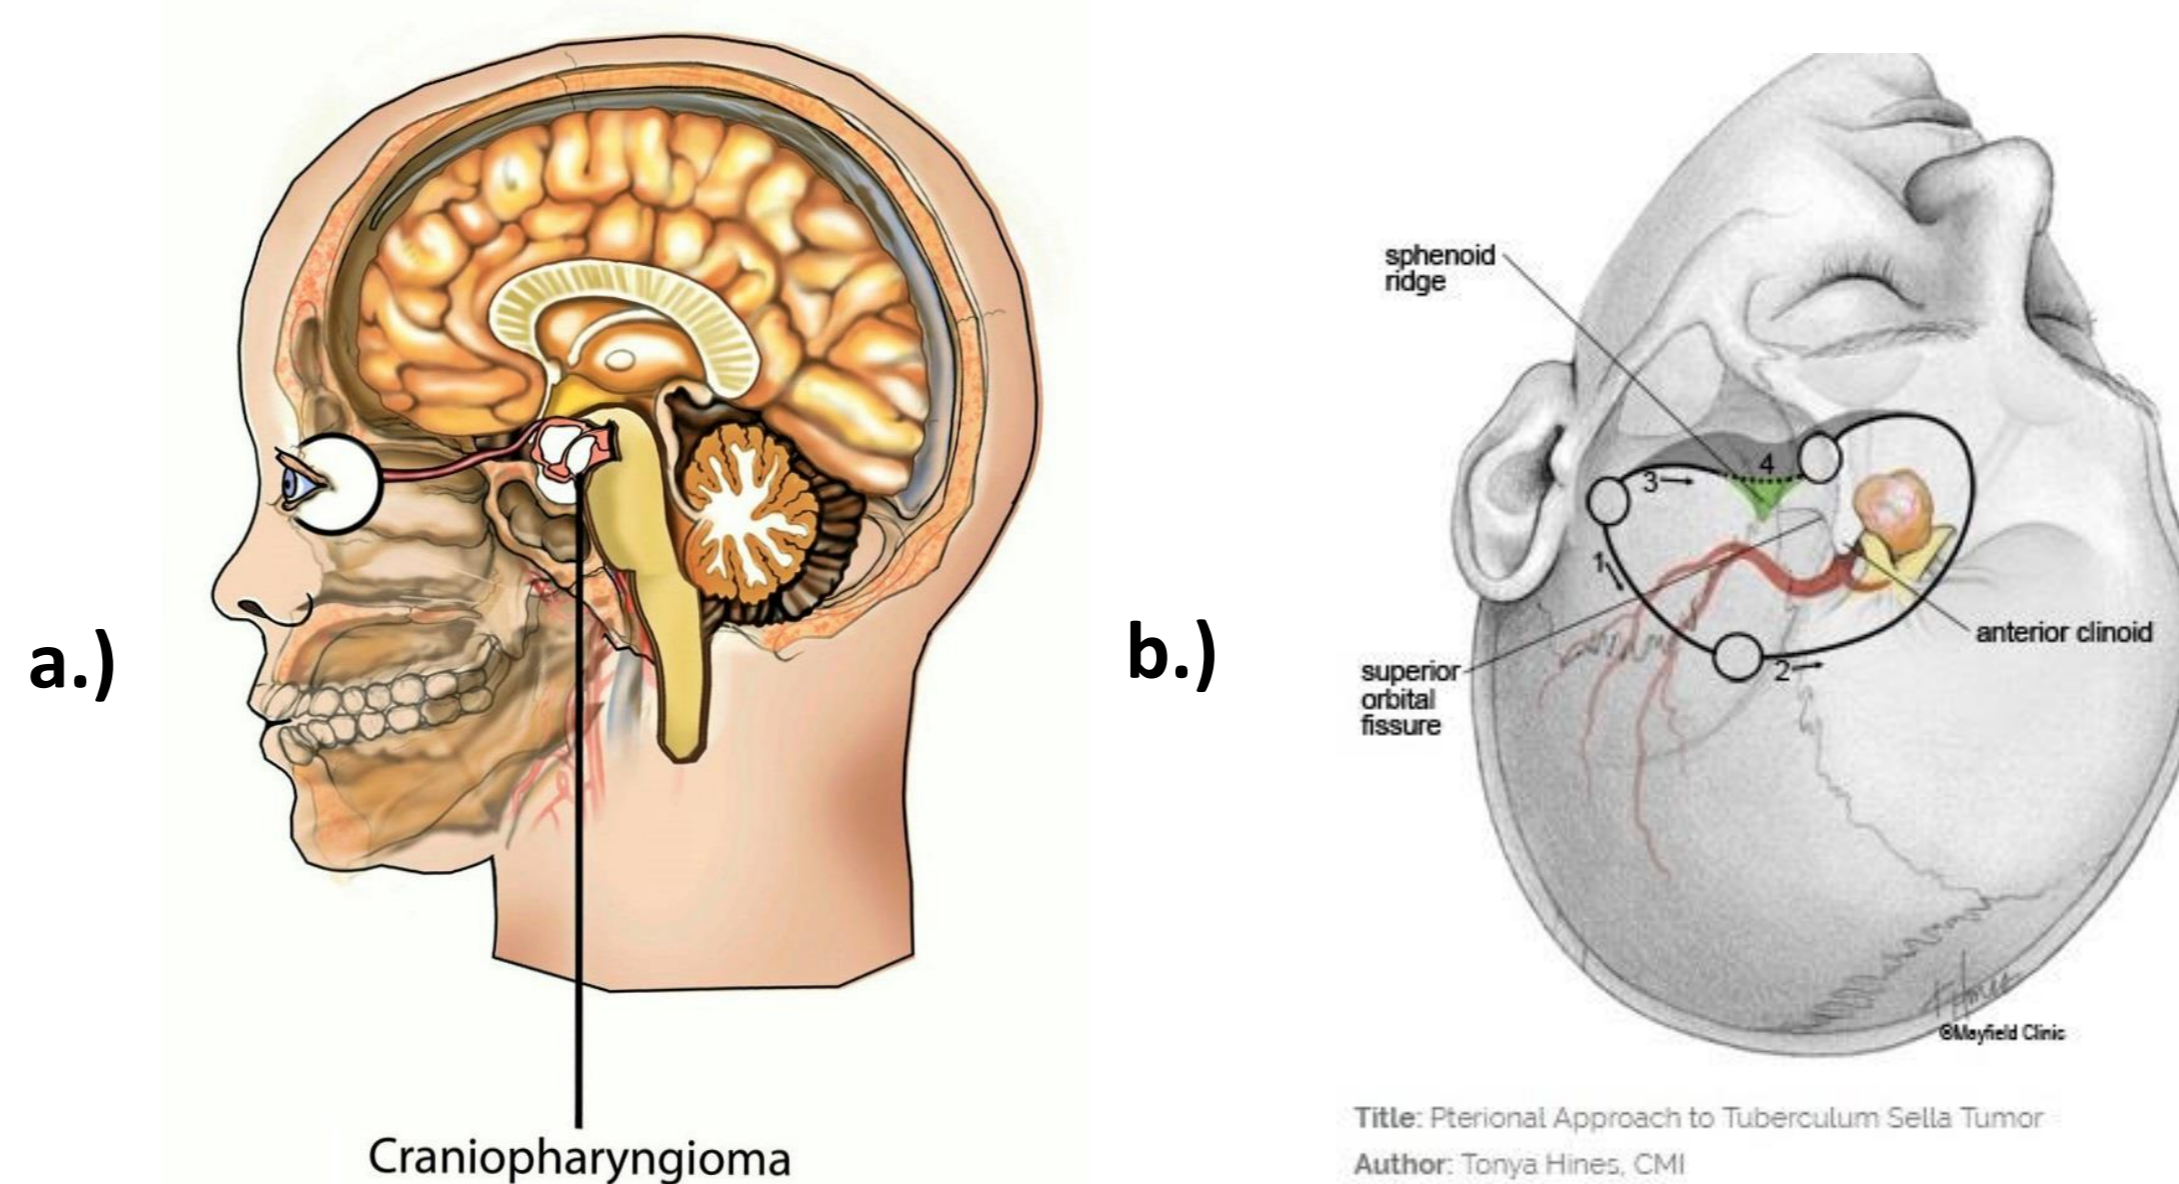 a.)
Craniopharyngioma
b.)
sphenoid
ridge
4
3
1
2
anterior clinoid
superior
orbital
fissure
©Mayfield Clinic
Title: Pterional Approach to Tuberculum Sella Tumor
Author: Tonya Hines, CMI